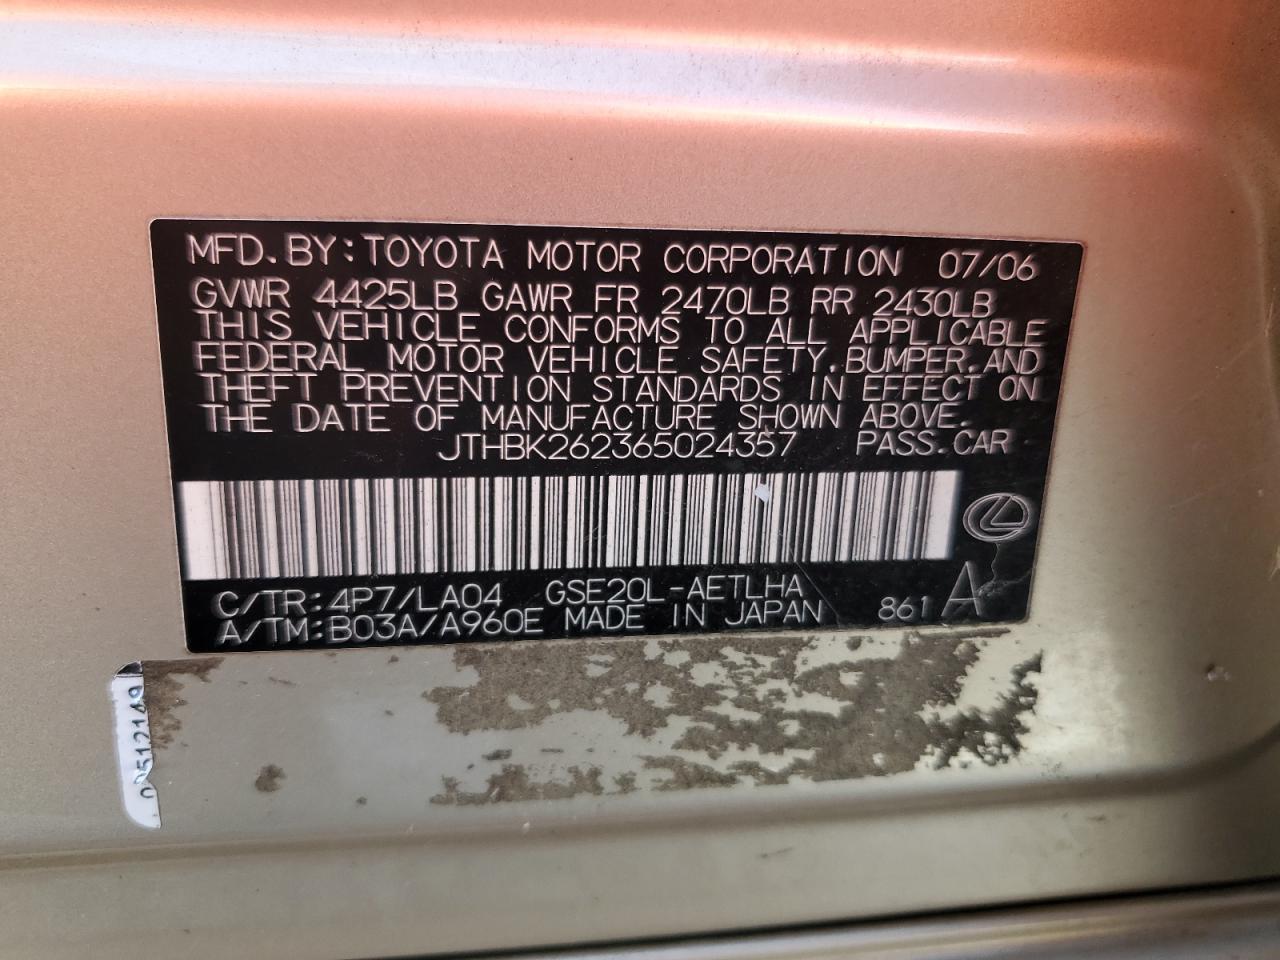 MFD. BY: TOYOTA MOTOR CORPORATION 07/06
GVWR 4425LB GAWR FR 2470LB RR 2430LB
THIS VEHICLE CONFORMS TO ALL APPLICABLE
FEDERAL MOTOR VEHICLE SAFETY, BUMPER, AND
THEFT PREVENTION STANDARDS IN EFFECT ON
THE DATE OF MANUFACTURE SHOWN ABOVE.
JTHBK262365024357 PASS. CAR
C/TR: 4P7/LA04 GSE20L-AETLHA
A/TM: B03A/A960E MADE IN JAPAN 861 A